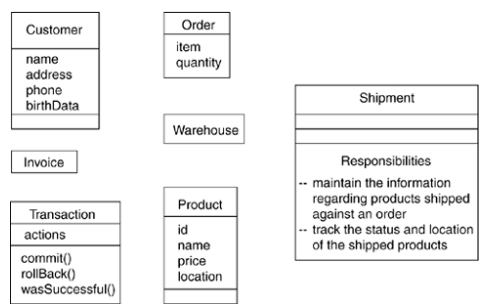 Customer
name
address
phone
birthData
Order
item
quantity
Warehouse
Invoice
Shipment
Responsibilities
-- maintain the information
regarding products shipped
against an order
-- track the status and location
of the shipped products
Transaction
actions
commit()
rollBack()
wasSuccessful()
Product
id
name
price
location